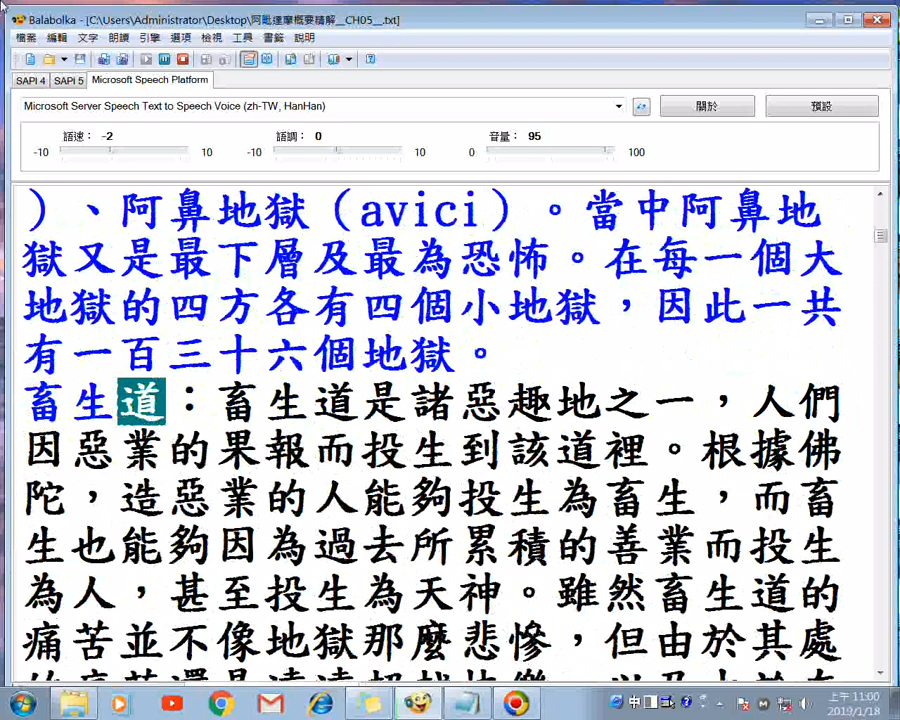 Balabolka - [C:\Users\Administrator\Desktop\阿毗達摩概要精解__CH05__.txt]
檔案 編輯 文字 朗讀 引擎 選項 檢視 工具 書籤 說明
SAPI 4 SAPI 5 Microsoft Speech Platform
Microsoft Server Speech Text to Speech Voice (zh-TW, HanHan) 關於 預設
語速： -2 語調： 0 音量： 95
-10 10 -10 10 0 100
）、阿鼻地獄（avici）。當中阿鼻地
獄又是最下層及最為恐怖。在每一個大
地獄的四方各有四個小地獄，因此一共
有一百三十六個地獄。
畜生道：畜生道是諸惡趣地之一，人們
因惡業的果報而投生到該道裡。根據佛
陀，造惡業的人能夠投生為畜生，而畜
生也能夠因為過去所累積的善業而投生
為人，甚至投生為天神。雖然畜生道的
痛苦並不像地獄那麼悲慘，但由於其處
中
上午 11:00
2019/1/18